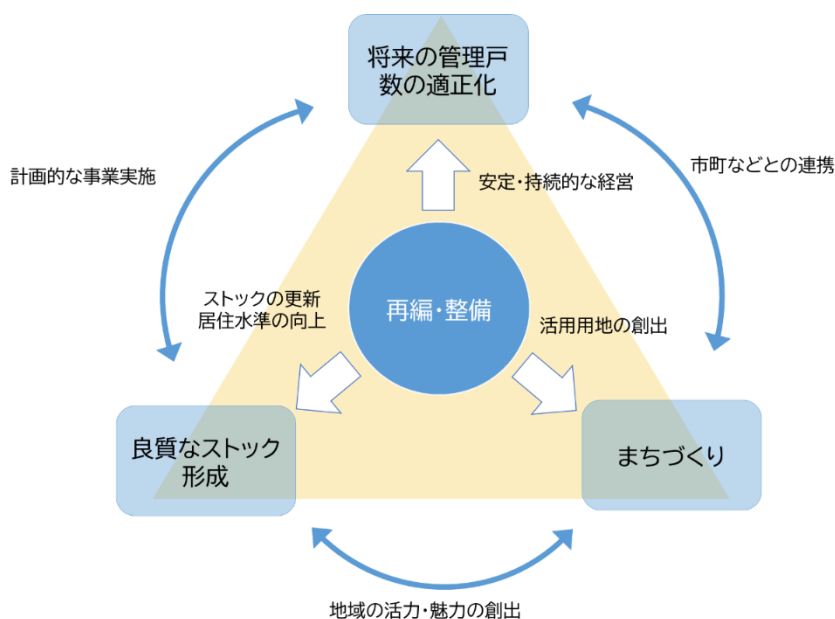 将来の管理戸
数の適正化
計画的な事業実施
市町などとの連携
安定・持続的な経営
ストックの更新
居住水準の向上
再編・整備
活用用地の創出
良質なストック
形成
まちづくり
地域の活力・魅力の創出